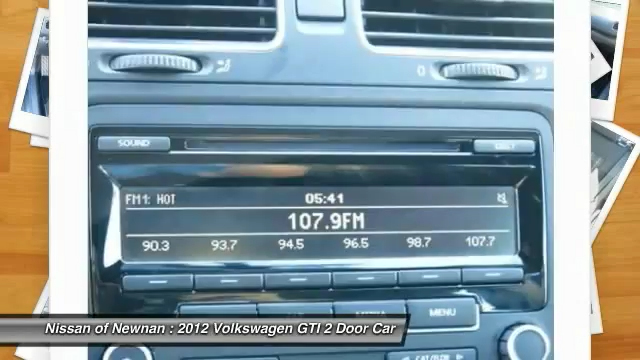 0
SOUND
EJECT
FM1: HOT 05:41
107.9FM
90.3 93.7 94.5 96.5 98.7 107.7
MENU
Nissan of Newnan : 2012 Volkswagen GTI 2 Door Car